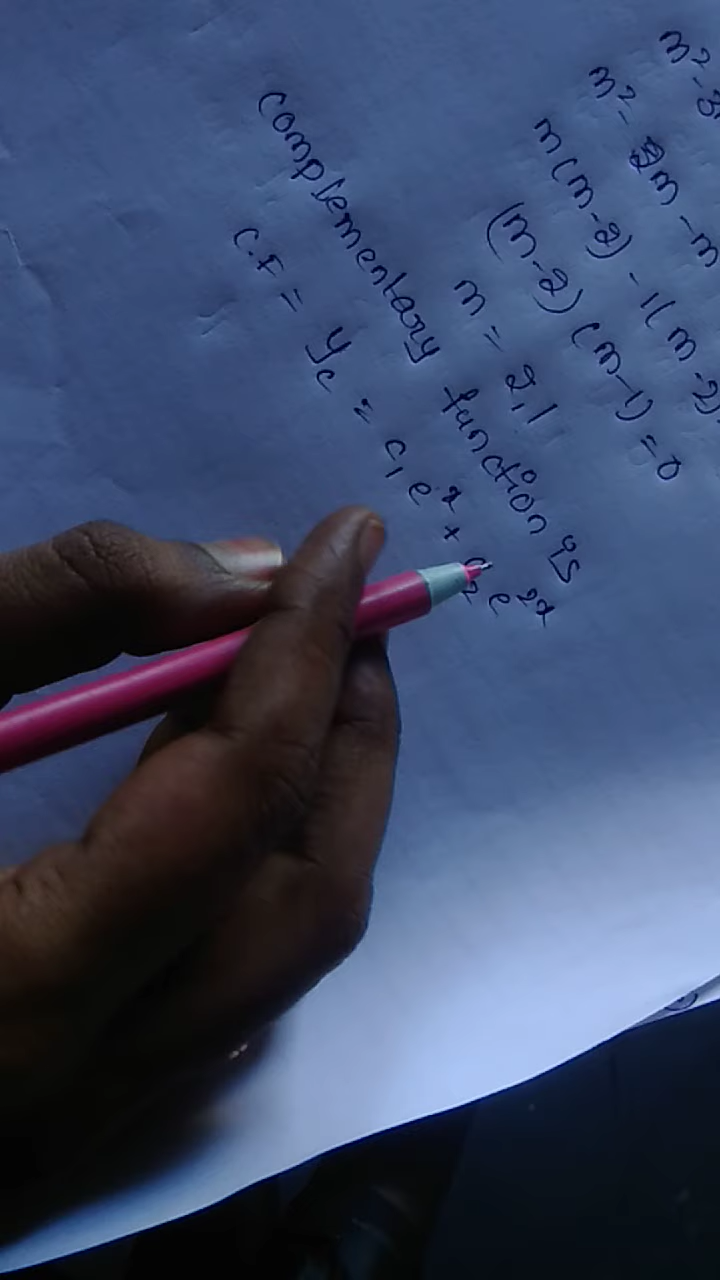 m² - 3
m² - 2m - m
m(m-2) - 1(m-2)
(m-2) (m-1) = 0
m = 2,1
complementary function is
C.F = yc = c₁eˣ + c₂e²ˣ